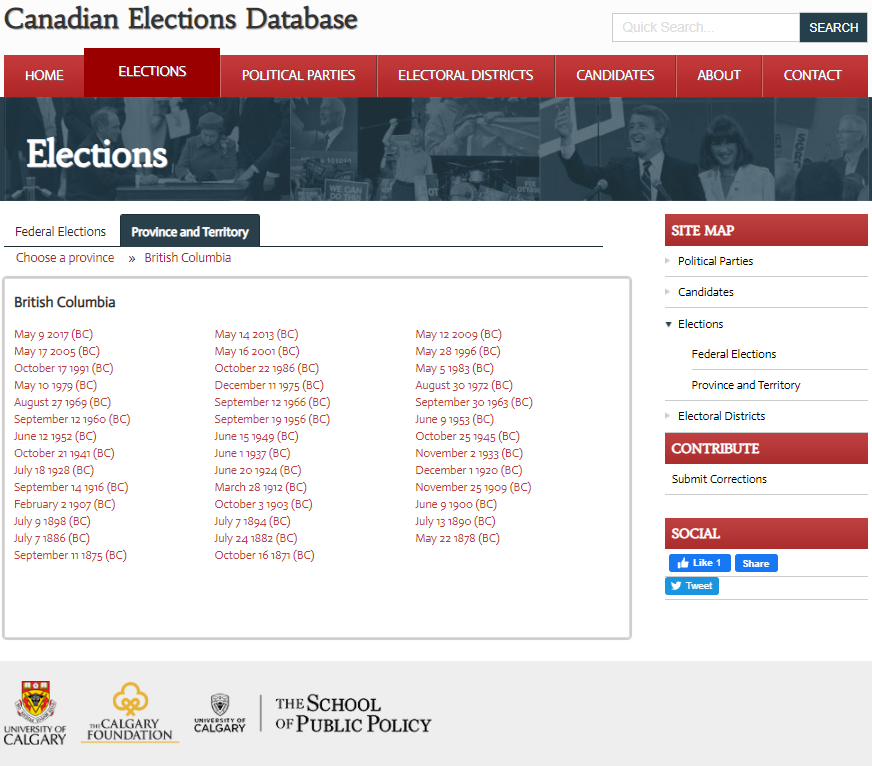 Canadian Elections Database
Quick Search...
SEARCH
HOME
ELECTIONS
POLITICAL PARTIES
ELECTORAL DISTRICTS
CANDIDATES
ABOUT
CONTACT
Elections
Federal Elections
Province and Territory
Choose a province » British Columbia
British Columbia
May 9 2017 (BC) May 14 2013 (BC) May 12 2009 (BC)
May 17 2005 (BC) May 16 2001 (BC) May 28 1996 (BC)
October 17 1991 (BC) October 22 1986 (BC) May 5 1983 (BC)
May 10 1979 (BC) December 11 1975 (BC) August 30 1972 (BC)
August 27 1969 (BC) September 12 1966 (BC) September 30 1963 (BC)
September 12 1960 (BC) September 19 1956 (BC) June 9 1953 (BC)
June 12 1952 (BC) June 15 1949 (BC) October 25 1945 (BC)
October 21 1941 (BC) June 1 1937 (BC) November 2 1933 (BC)
July 18 1928 (BC) June 20 1924 (BC) December 1 1920 (BC)
September 14 1916 (BC) March 28 1912 (BC) November 25 1909 (BC)
February 2 1907 (BC) October 3 1903 (BC) June 9 1900 (BC)
July 9 1898 (BC) July 7 1894 (BC) July 13 1890 (BC)
July 7 1886 (BC) July 24 1882 (BC) May 22 1878 (BC)
September 11 1875 (BC) October 16 1871 (BC)
SITE MAP
Political Parties
Candidates
Elections
Federal Elections
Province and Territory
Electoral Districts
CONTRIBUTE
Submit Corrections
SOCIAL
Like 1
Share
Tweet
UNIVERSITY OF
CALGARY
THE CALGARY
FOUNDATION
UNIVERSITY OF
CALGARY
THE SCHOOL
OF PUBLIC POLICY